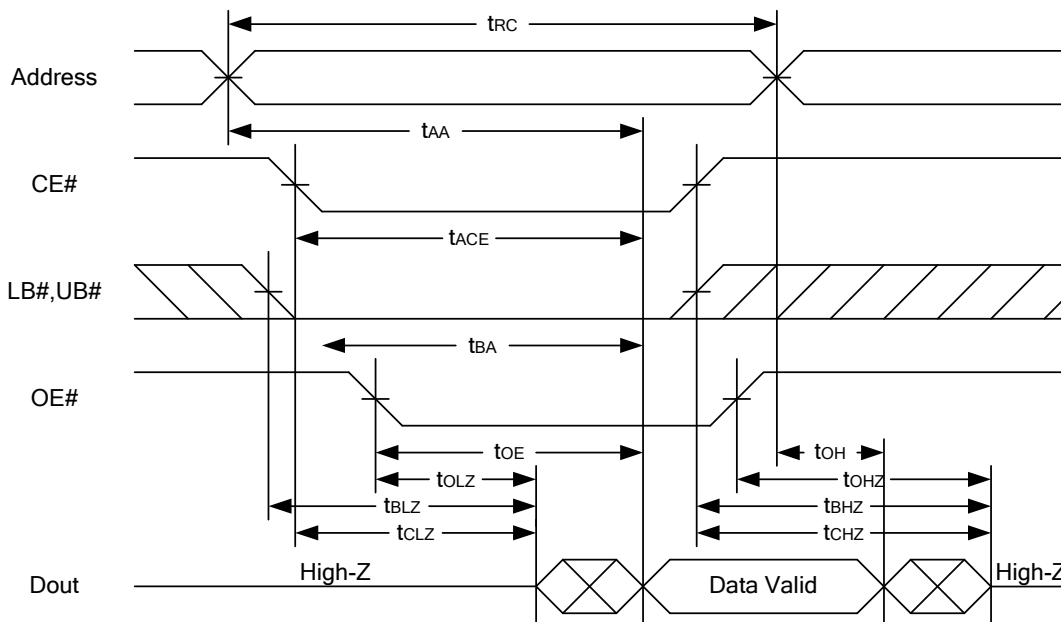 tRC
Address
tAA
CE#
tACE
LB#,UB#
tBA
OE#
tOE
tOH
tOLZ
tOHZ
tBLZ
tBHZ
tCLZ
tCHZ
Dout
High-Z
Data Valid
High-Z